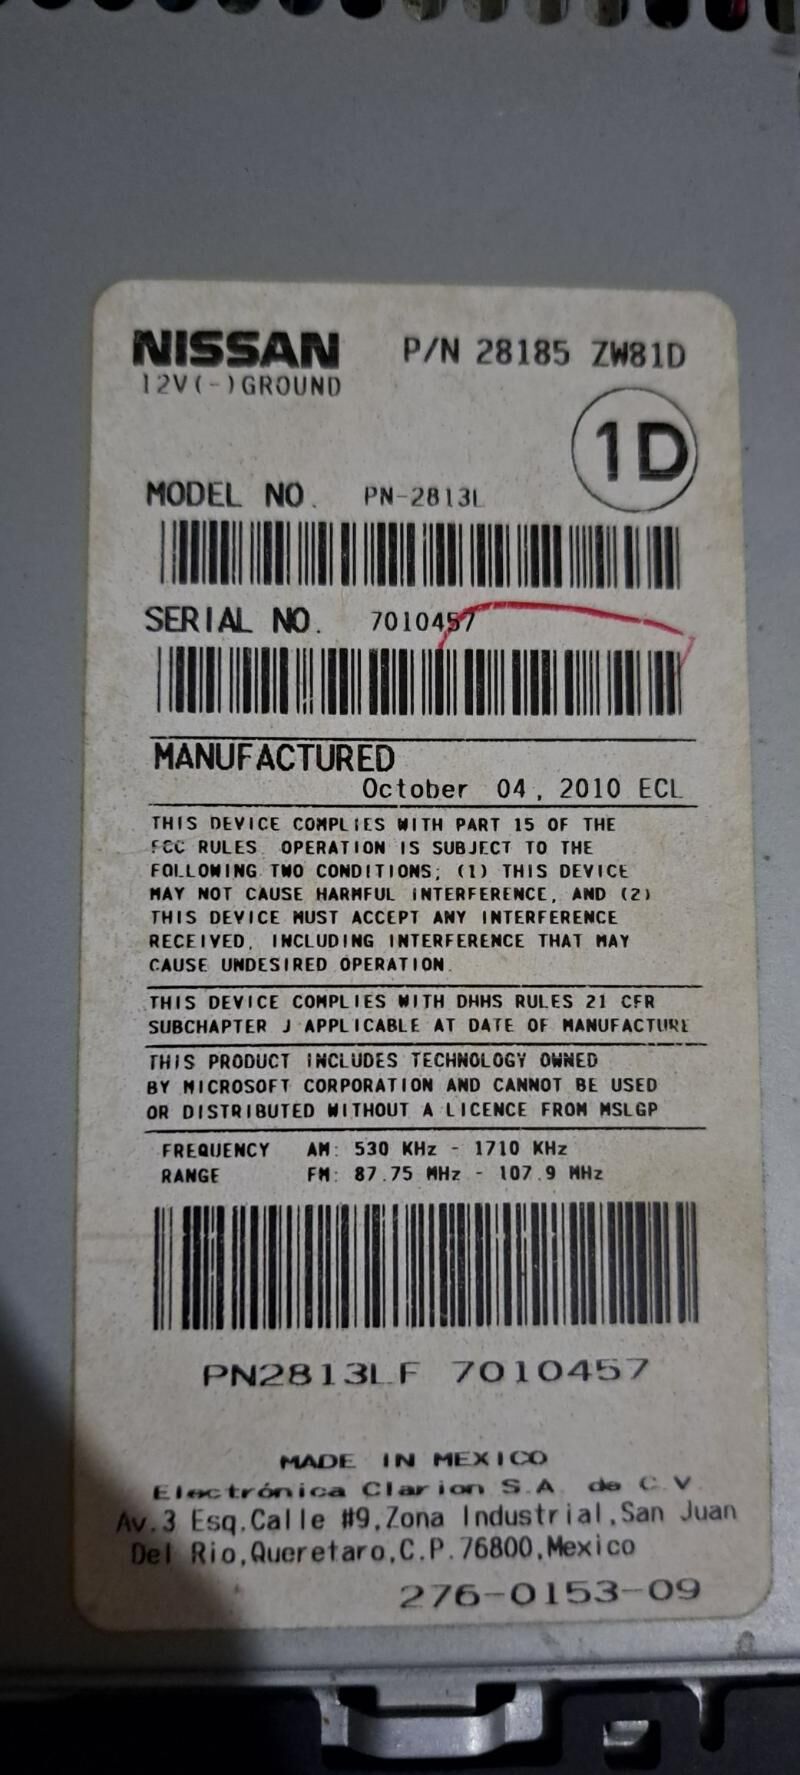 NISSAN P/N 28185 ZW81D
12V(-)GROUND
1D
MODEL NO. PN-2813L
SERIAL NO. 7010457
MANUFACTURED
October 04, 2010 ECL
THIS DEVICE COMPLIES WITH PART 15 OF THE
FCC RULES. OPERATION IS SUBJECT TO THE
FOLLOWING TWO CONDITIONS; (1) THIS DEVICE
MAY NOT CAUSE HARMFUL INTERFERENCE, AND (2)
THIS DEVICE MUST ACCEPT ANY INTERFERENCE
RECEIVED, INCLUDING INTERFERENCE THAT MAY
CAUSE UNDESIRED OPERATION.
THIS DEVICE COMPLIES WITH DHHS RULES 21 CFR
SUBCHAPTER J APPLICABLE AT DATE OF MANUFACTURE
THIS PRODUCT INCLUDES TECHNOLOGY OWNED
BY MICROSOFT CORPORATION AND CANNOT BE USED
OR DISTRIBUTED WITHOUT A LICENCE FROM MSLGP
FREQUENCY AM: 530 KHz - 1710 KHz
RANGE FM: 87.75 MHz - 107.9 MHz
PN2813LF 7010457
MADE IN MEXICO
Electrónica Clarion S.A. de C.V.
Av.3 Esq.Calle #9,Zona Industrial,San Juan
Del Rio,Queretaro,C.P.76800,Mexico
276-0153-09